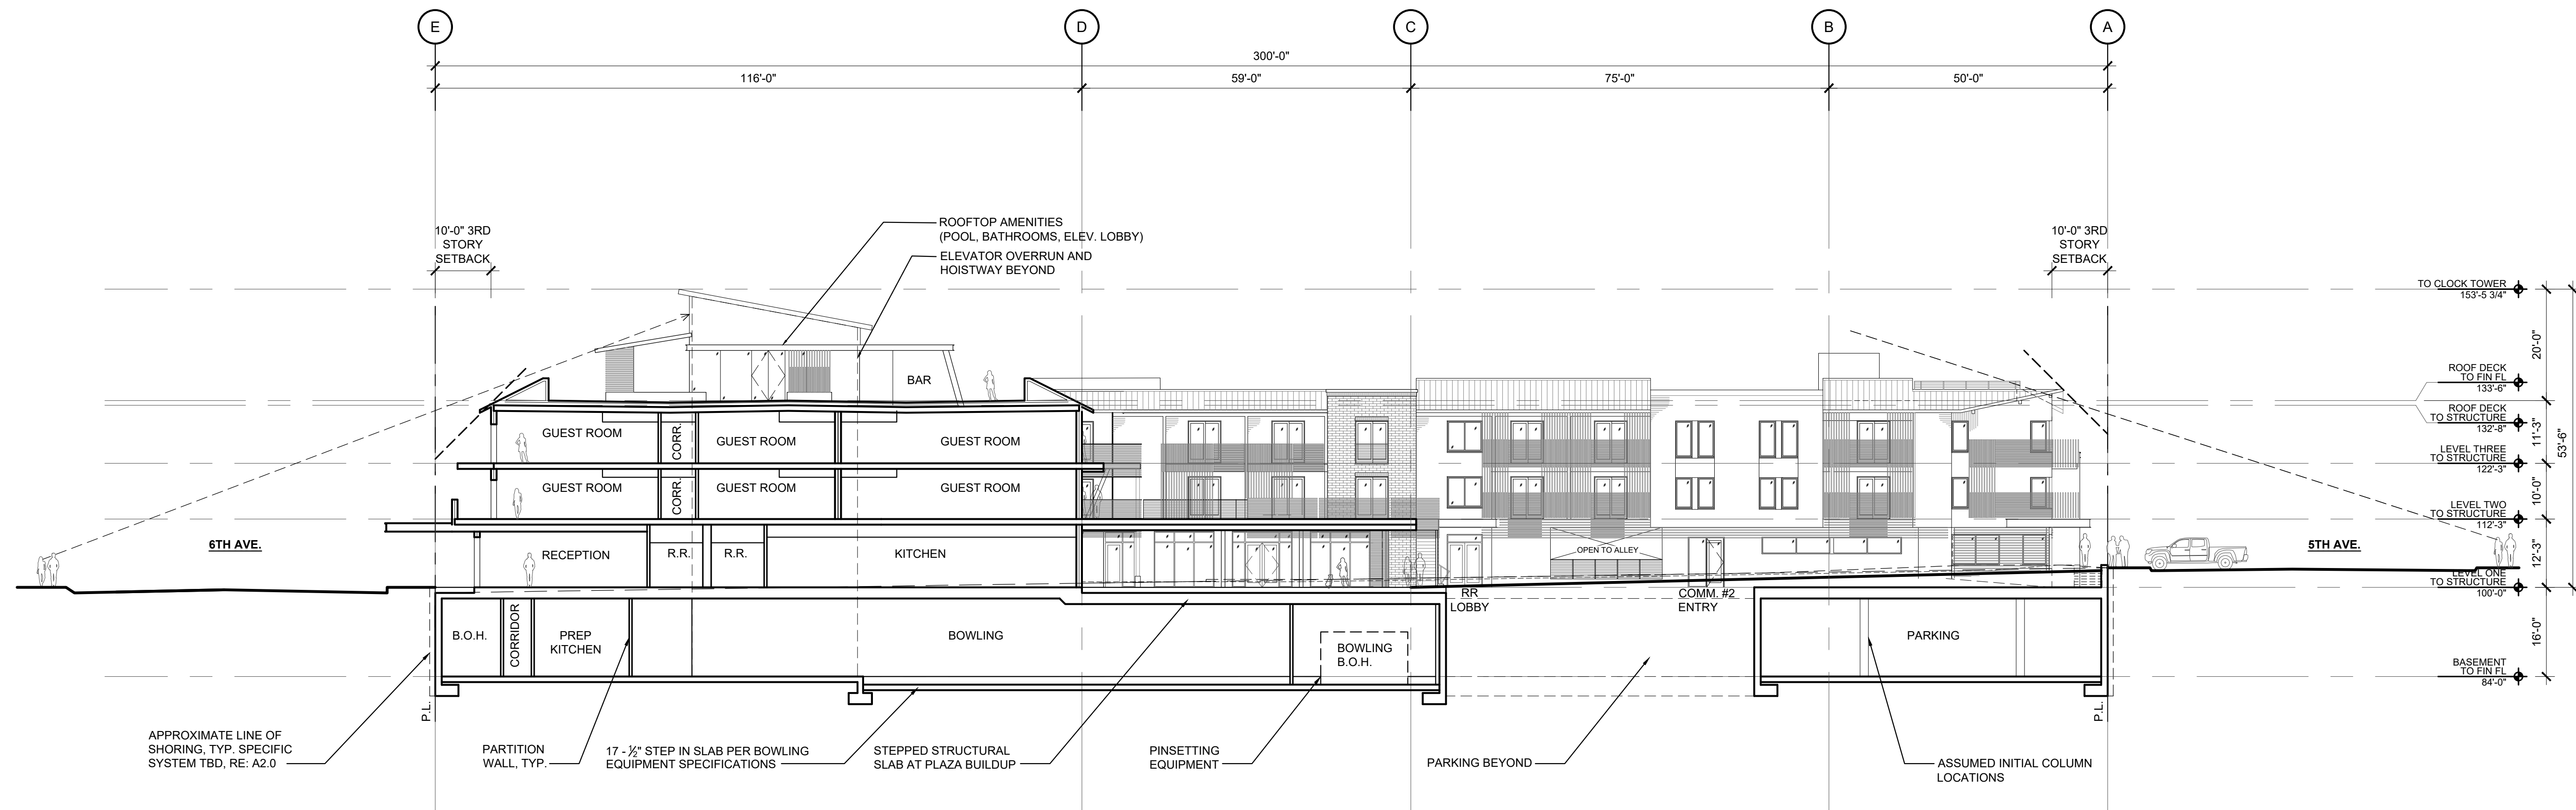 E
D
C
B
A
300'-0"
116'-0"
59'-0"
75'-0"
50'-0"
ROOFTOP AMENITIES
(POOL, BATHROOMS, ELEV. LOBBY)
ELEVATOR OVERRUN AND
HOISTWAY BEYOND
10'-0" 3RD
STORY
SETBACK
10'-0" 3RD
STORY
SETBACK
TO CLOCK TOWER
153'-5 3/4"
20'-0"
ROOF DECK
TO FIN FL
133'-6"
ROOF DECK
TO STRUCTURE
132'-8"
11'-3"
53'-6"
LEVEL THREE
TO STRUCTURE
122'-3"
10'-0"
LEVEL TWO
TO STRUCTURE
112'-3"
12'-3"
LEVEL ONE
TO STRUCTURE
100'-0"
16'-0"
BASEMENT
TO FIN FL
84'-0"
BAR
GUEST ROOM
CORR.
GUEST ROOM
GUEST ROOM
GUEST ROOM
CORR.
GUEST ROOM
GUEST ROOM
6TH AVE.
RECEPTION
R.R.
R.R.
KITCHEN
OPEN TO ALLEY
5TH AVE.
RR
LOBBY
COMM. #2
ENTRY
B.O.H.
CORRIDOR
PREP
KITCHEN
BOWLING
BOWLING
B.O.H.
PARKING
P.L.
P.L.
APPROXIMATE LINE OF
SHORING, TYP. SPECIFIC
SYSTEM TBD, RE: A2.0
PARTITION
WALL, TYP.
17 - ½" STEP IN SLAB PER BOWLING
EQUIPMENT SPECIFICATIONS
STEPPED STRUCTURAL
SLAB AT PLAZA BUILDUP
PINSETTING
EQUIPMENT
PARKING BEYOND
ASSUMED INITIAL COLUMN
LOCATIONS